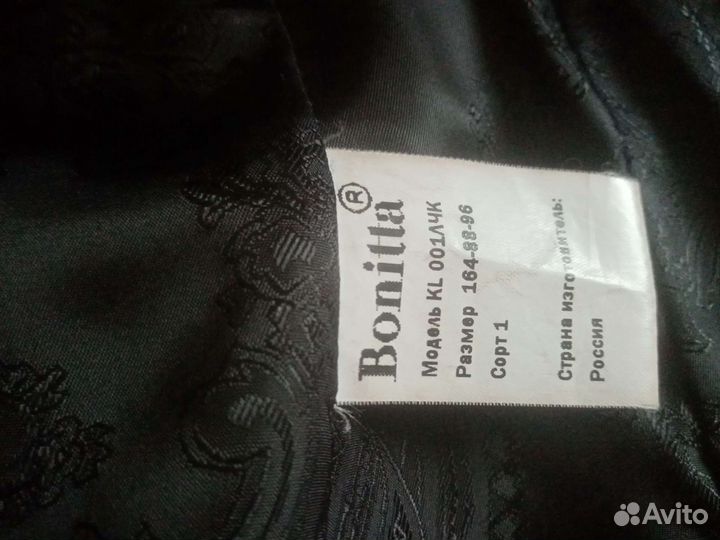 Bonitta ®
Модель KL 001ЛЧК
Размер 164-88-96
Сорт 1
Страна изготовитель:
Россия
Avito